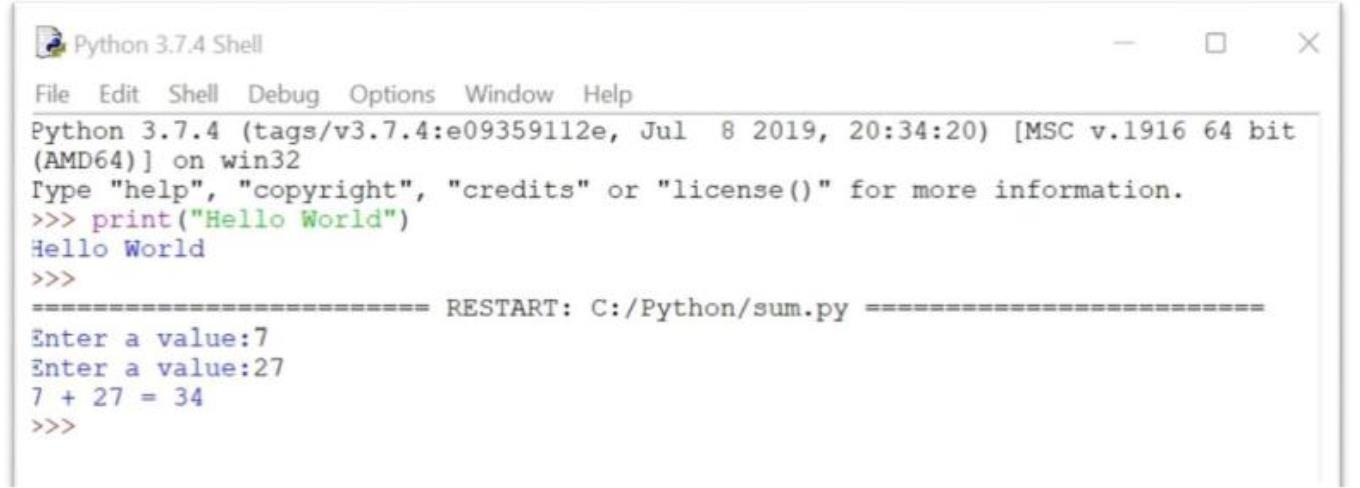 Python 3.7.4 Shell
File Edit Shell Debug Options Window Help
Python 3.7.4 (tags/v3.7.4:e09359112e, Jul  8 2019, 20:34:20) [MSC v.1916 64 bit
(AMD64)] on win32
Type "help", "copyright", "credits" or "license()" for more information.
>>> print("Hello World")
Hello World
>>>
========================== RESTART: C:/Python/sum.py ==========================
Enter a value:7
Enter a value:27
7 + 27 = 34
>>>